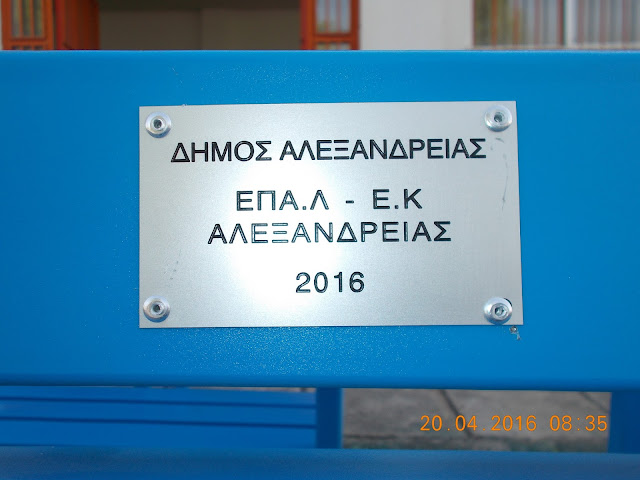 ΔΗΜΟΣ ΑΛΕΞΑΝΔΡΕΙΑΣ
ΕΠΑ.Λ - Ε.Κ
ΑΛΕΞΑΝΔΡΕΙΑΣ
2016
20.04.2016 08:35